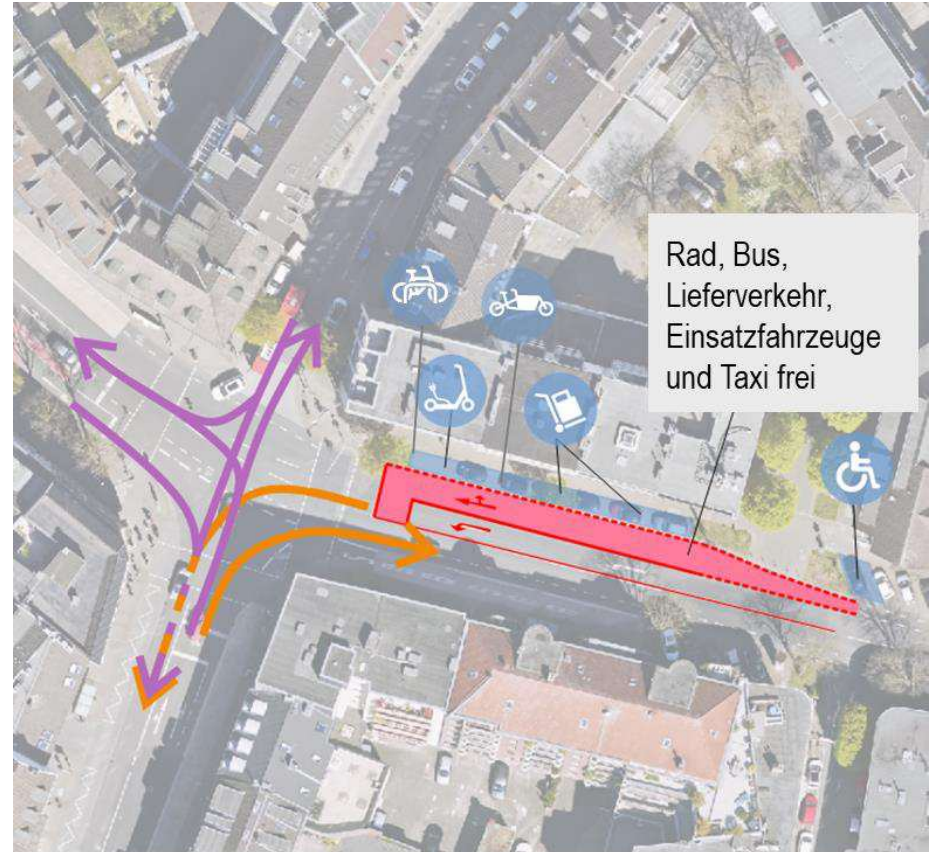 Rad, Bus,
Lieferverkehr,
Einsatzfahrzeuge
und Taxi frei